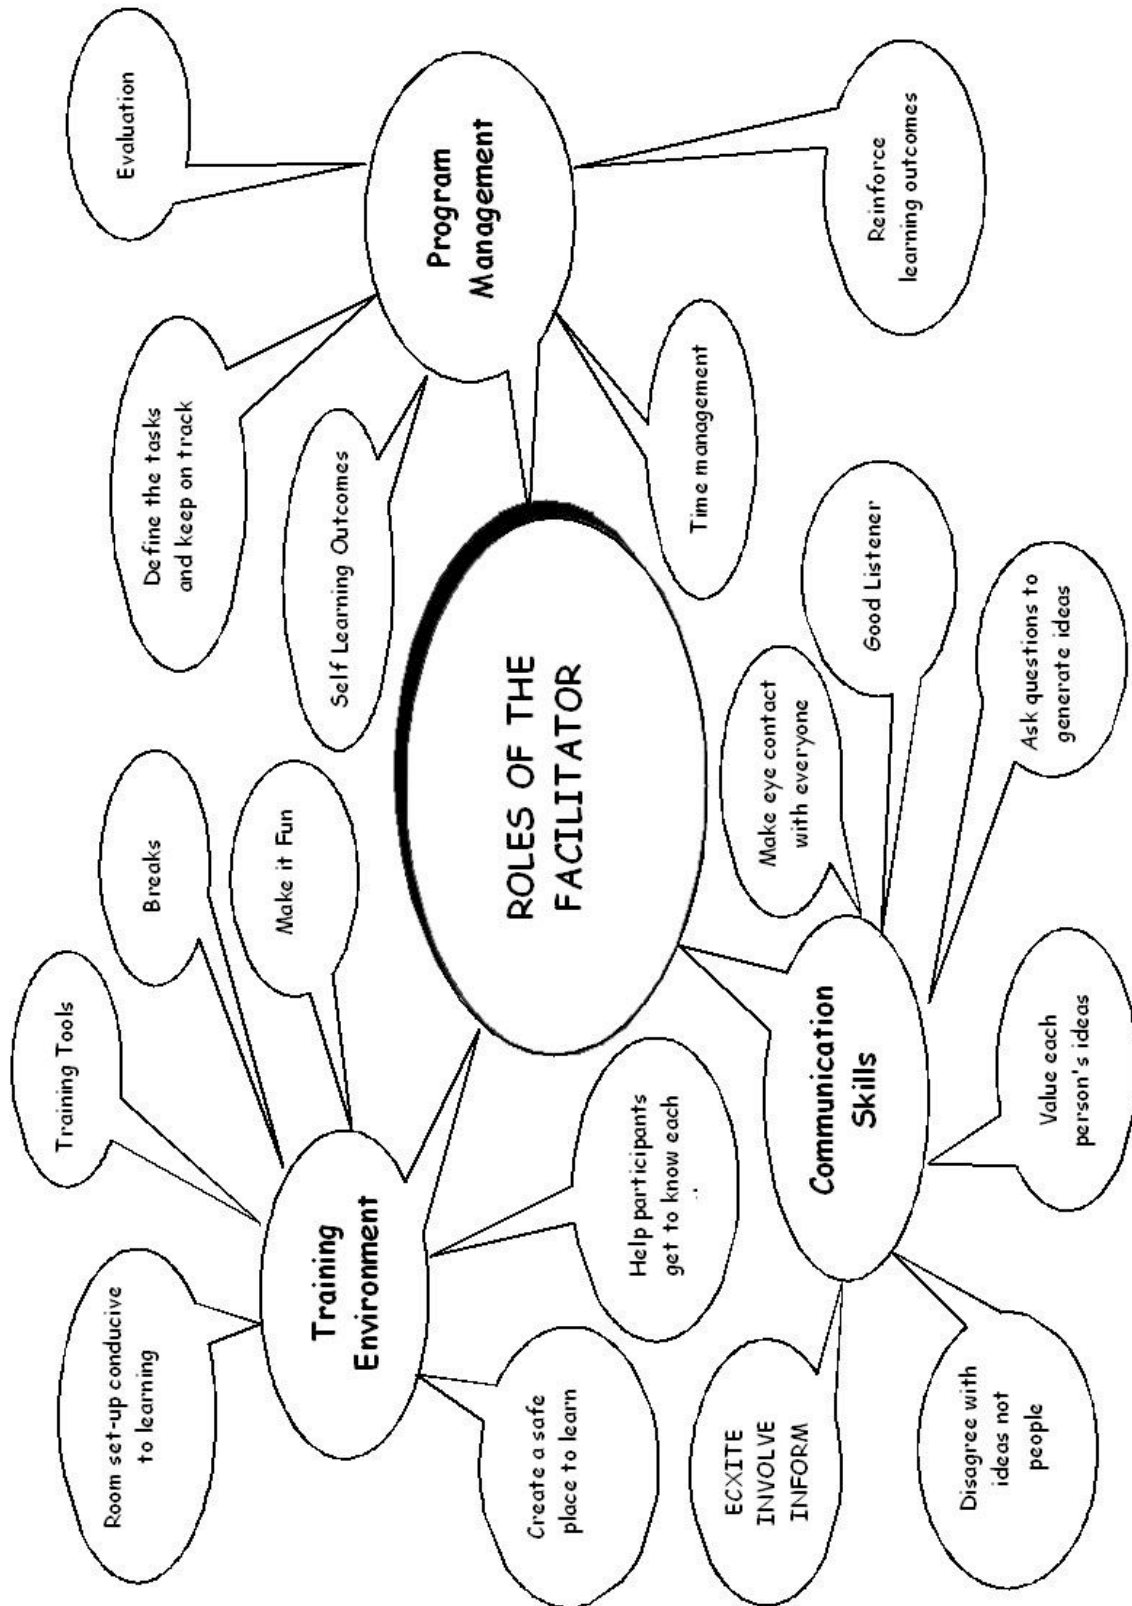 Room set-up conducive
to learning
Training Tools
Breaks
Make it Fun
Training
Environment
Create a safe
place to learn
Help participants
get to know each
Define the tasks
and keep on track
Evaluation
Self Learning Outcomes
Program
Management
Time management
Reinforce
learning outcomes
ROLES OF THE
FACILITATOR
Make eye contact
with everyone
Good Listener
Ask questions to
generate ideas
Communication
Skills
Value each
person's ideas
ECXITE
INVOLVE
INFORM
Disagree with
ideas not
people